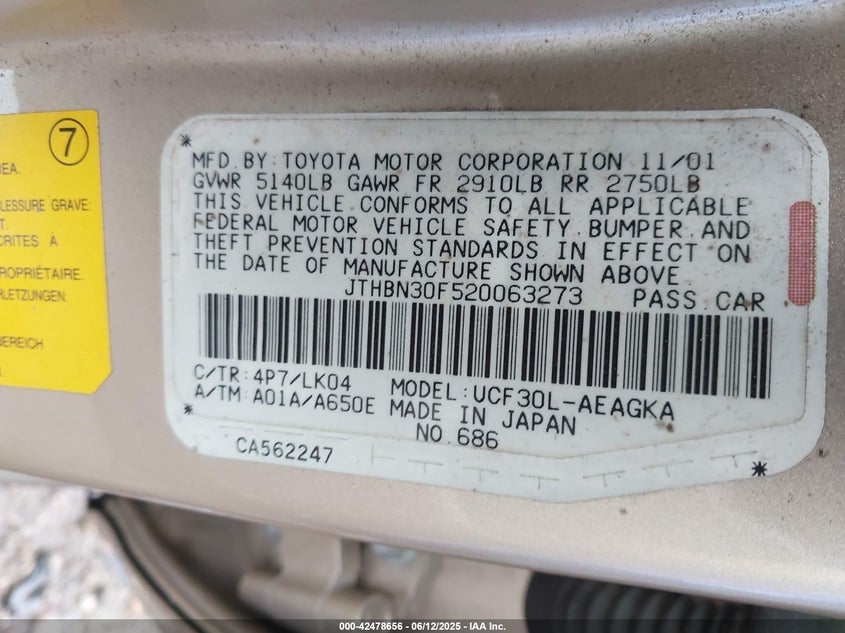 7
EA.
LESSURE GRAVE:
T.
CRITES À
ROPRIÉTAIRE.
RLETZUNGEN:
BEREICH
MFD. BY: TOYOTA MOTOR CORPORATION 11/01
GVWR 5140LB GAWR FR 2910LB RR 2750LB
THIS VEHICLE CONFORMS TO ALL APPLICABLE
FEDERAL MOTOR VEHICLE SAFETY, BUMPER, AND
THEFT PREVENTION STANDARDS IN EFFECT ON
THE DATE OF MANUFACTURE SHOWN ABOVE.
JTHBN30F520063273 PASS. CAR
C/TR: 4P7/LK04 MODEL: UCF30L-AEAGKA
A/TM: A01A/A650E MADE IN JAPAN
NO. 686
CA562247
000-42478656 - 06/12/2025 - IAA Inc.